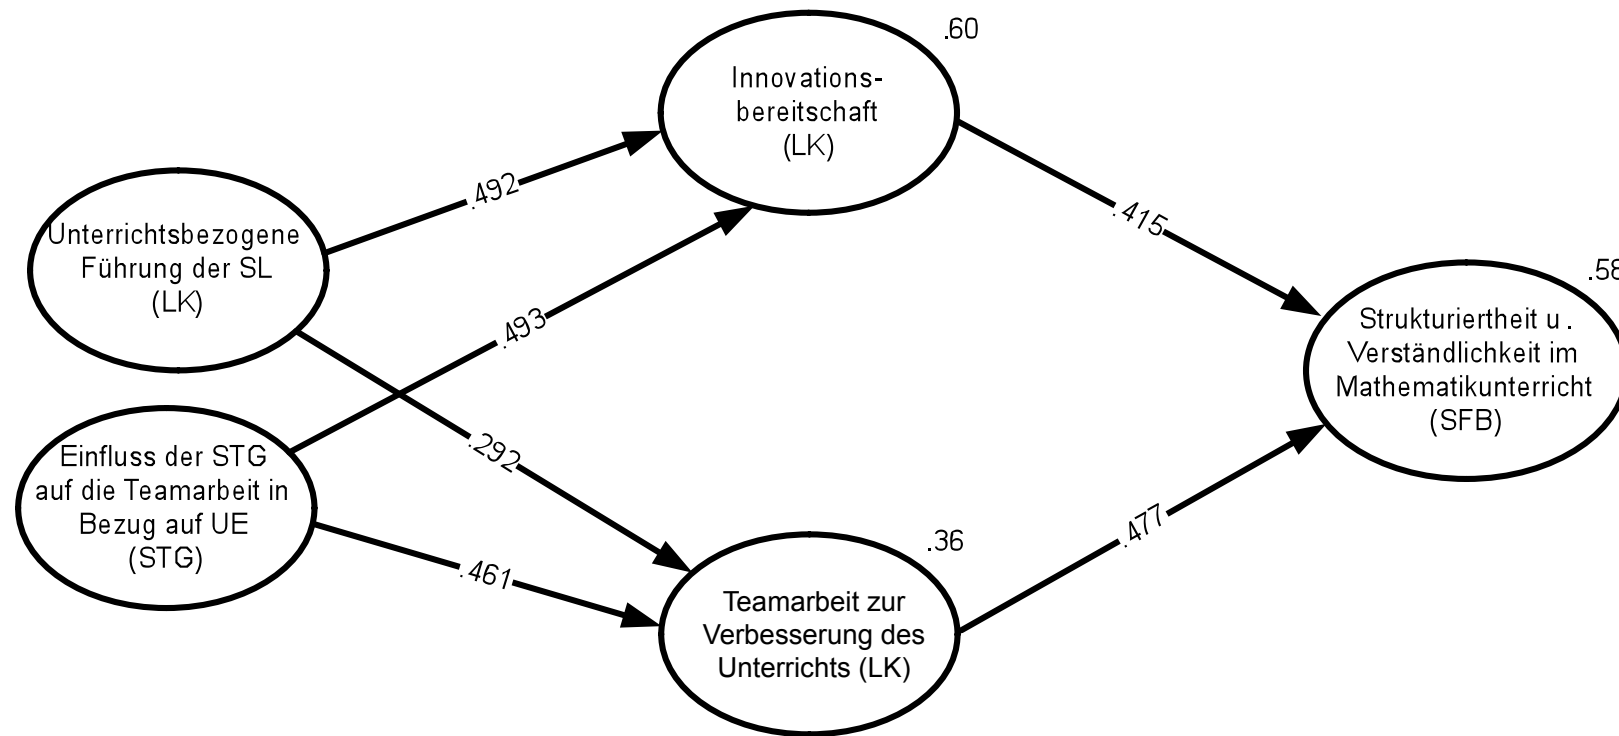 .60
Innovations-
bereitschaft
(LK)
.492
.415
Unterrichtsbezogene
Führung der SL
(LK)
.58
Strukturiertheit u.
Verständlichkeit im
Mathematikunterricht
(SFB)
.493
.292
Einfluss der STG
auf die Teamarbeit in
Bezug auf UE
(STG)
.461
.477
.36
Teamarbeit zur
Verbesserung des
Unterrichts (LK)